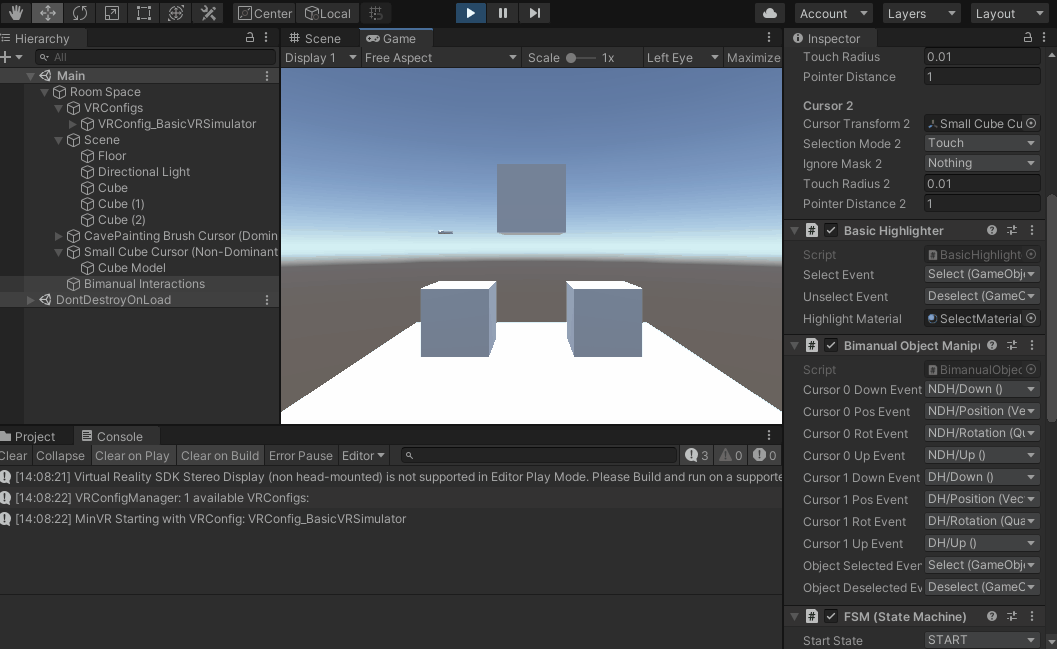 Center Local Account Layers Layout
Hierarchy
All
Main
Room Space
VRConfigs
VRConfig_BasicVRSimulator
Scene
Floor
Directional Light
Cube
Cube (1)
Cube (2)
CavePainting Brush Cursor (Domin
Small Cube Cursor (Non-Dominant
Cube Model
Bimanual Interactions
DontDestroyOnLoad
Scene Game
Display 1 Free Aspect Scale 1x Left Eye Maximize
Project Console
Clear Collapse Clear on Play Clear on Build Error Pause Editor 3 0 0
[14:08:21] Virtual Reality SDK Stereo Display (non head-mounted) is not supported in Editor Play Mode. Please Build and run on a supporte
[14:08:22] VRConfigManager: 1 available VRConfigs:
[14:08:22] MinVR Starting with VRConfig: VRConfig_BasicVRSimulator
Inspector
Touch Radius 0.01
Pointer Distance 1
Cursor 2
Cursor Transform 2 Small Cube Cu
Selection Mode 2 Touch
Ignore Mask 2 Nothing
Touch Radius 2 0.01
Pointer Distance 2 1
# Basic Highlighter
Script BasicHighlight
Select Event Select (GameObj
Unselect Event Deselect (GameC
Highlight Material SelectMaterial
# Bimanual Object Manip
Script BimanualObjec
Cursor 0 Down Event NDH/Down ()
Cursor 0 Pos Event NDH/Position (Ve
Cursor 0 Rot Event NDH/Rotation (Qu
Cursor 0 Up Event NDH/Up ()
Cursor 1 Down Event DH/Down ()
Cursor 1 Pos Event DH/Position (Vec
Cursor 1 Rot Event DH/Rotation (Qua
Cursor 1 Up Event DH/Up ()
Object Selected Even Select (GameObj
Object Deselected Ev Deselect (GameC
# FSM (State Machine)
Start State START